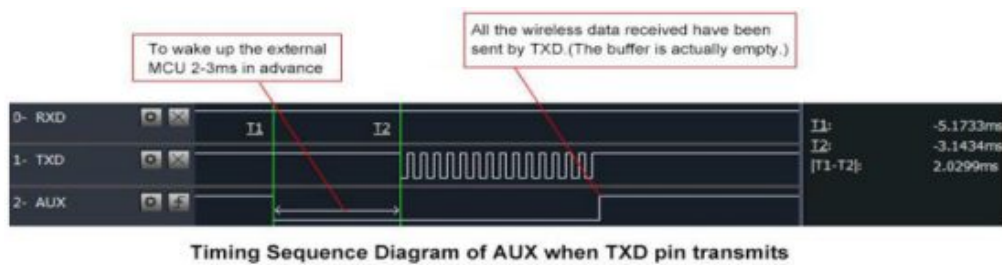 To wake up the external
MCU 2-3ms in advance
All the wireless data received have been
sent by TXD.(The buffer is actually empty.)
0- RXD
T1
T2
1- TXD
2- AUX
T1: -5.1733ms
T2: -3.1434ms
|T1-T2|: 2.0299ms
Timing Sequence Diagram of AUX when TXD pin transmits